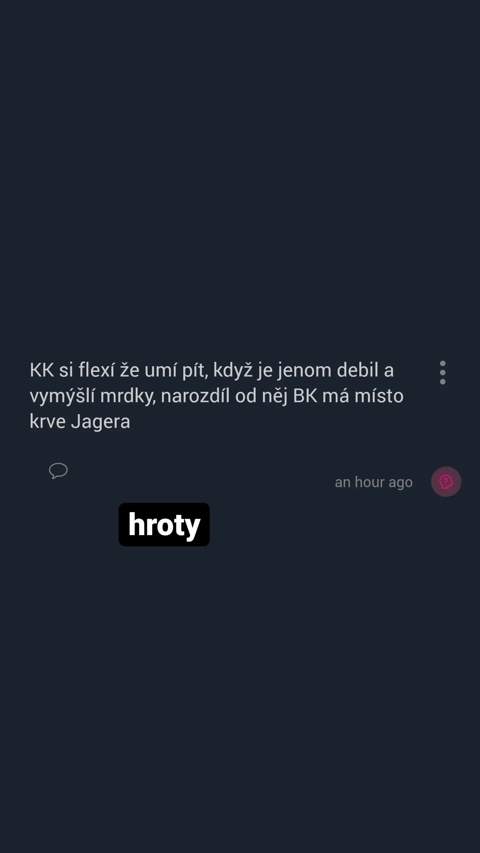 KK si flexí že umí pít, když je jenom debil a
vymýšlí mrdky, narozdíl od něj BK má místo
krve Jagera
an hour ago
hroty